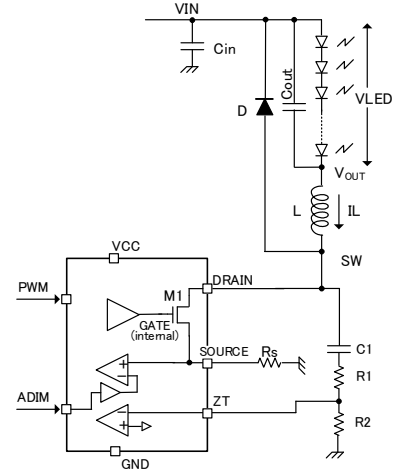 VIN
Cin
D
Cout
VLED
VOUT
L
IL
SW
VCC
PWM
M1
DRAIN
GATE
(internal)
SOURCE
Rs
C1
R1
ADIM
ZT
R2
GND